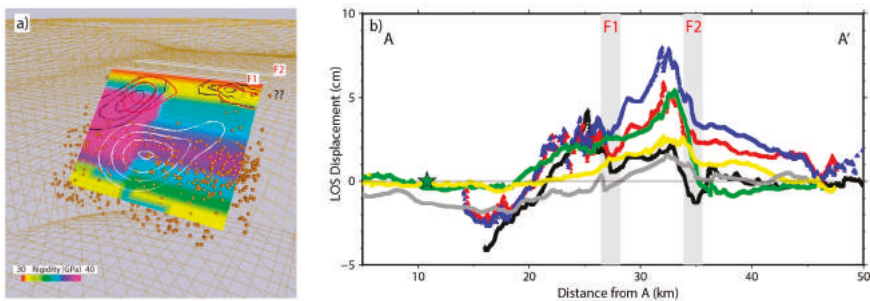 a)
F2
F1
??
30 Rigidity (GPa) 40
b)
A
F1
F2
A'
LOS Displacement (cm)
10
5
0
−5
10
20
30
40
50
Distance from A (km)